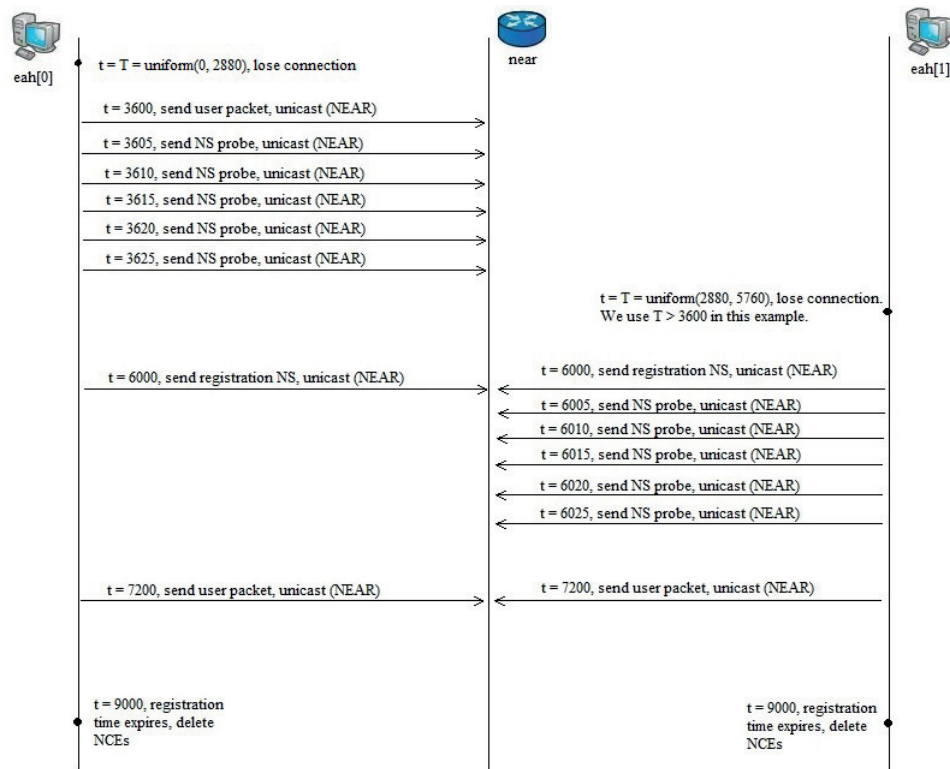 eah[0]
near
eah[1]
t = T = uniform(0, 2880), lose connection
t = 3600, send user packet, unicast (NEAR)
t = 3605, send NS probe, unicast (NEAR)
t = 3610, send NS probe, unicast (NEAR)
t = 3615, send NS probe, unicast (NEAR)
t = 3620, send NS probe, unicast (NEAR)
t = 3625, send NS probe, unicast (NEAR)
t = T = uniform(2880, 5760), lose connection.
We use T > 3600 in this example.
t = 6000, send registration NS, unicast (NEAR)
t = 6000, send registration NS, unicast (NEAR)
t = 6005, send NS probe, unicast (NEAR)
t = 6010, send NS probe, unicast (NEAR)
t = 6015, send NS probe, unicast (NEAR)
t = 6020, send NS probe, unicast (NEAR)
t = 6025, send NS probe, unicast (NEAR)
t = 7200, send user packet, unicast (NEAR)
t = 7200, send user packet, unicast (NEAR)
t = 9000, registration
time expires, delete
NCEs
t = 9000, registration
time expires, delete
NCEs